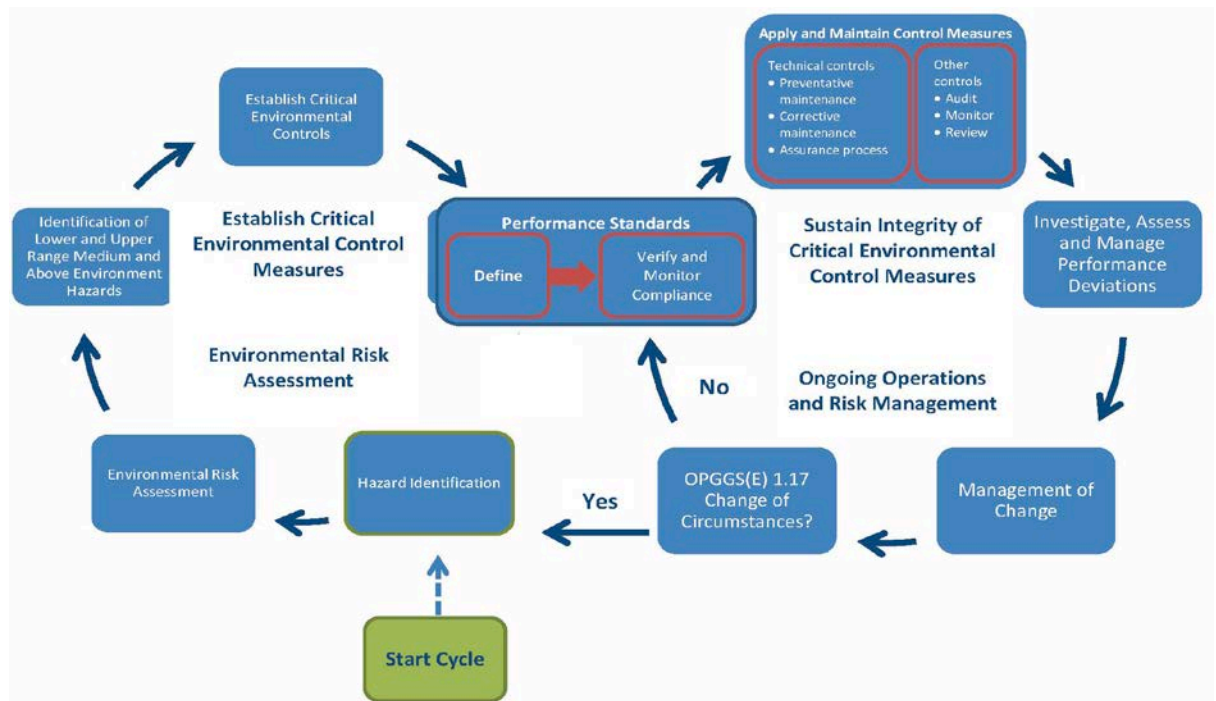 Apply and Maintain Control Measures
Technical controls
• Preventative
maintenance
• Corrective
maintenance
• Assurance process
Other
controls
• Audit
• Monitor
• Review
Establish Critical
Environmental
Controls
Identification of
Lower and Upper
Range Medium and
Above Environment
Hazards
Establish Critical
Environmental Control
Measures
Performance Standards
Define
Verify and
Monitor
Compliance
Sustain Integrity of
Critical Environmental
Control Measures
Investigate, Assess
and Manage
Performance
Deviations
Environmental Risk
Assessment
No
Ongoing Operations
and Risk Management
Environmental Risk
Assessment
Hazard Identification
Yes
OPGGS(E) 1.17
Change of
Circumstances?
Management of
Change
Start Cycle